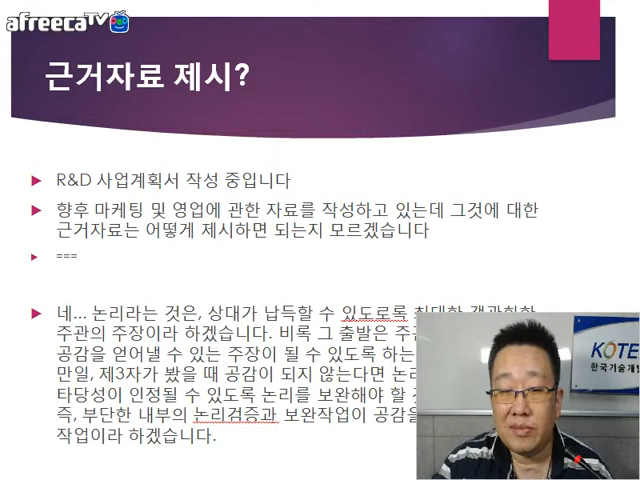 afreecaTV
근거자료 제시?
R&D 사업계획서 작성 중입니다
향후 마케팅 및 영업에 관한 자료를 작성하고 있는데 그것에 대한
근거자료는 어떻게 제시하면 되는지 모르겠습니다
===
네... 논리라는 것은, 상대가 납득할 수 있도로록 최대한 객관화한
주관의 주장이라 하겠습니다. 비록 그 출발은 주관
공감을 얻어낼 수 있는 주장이 될 수 있도록 하는
만일, 제3자가 봤을 때 공감이 되지 않는다면 논리
타당성이 인정될 수 있도록 논리를 보완해야 할
즉, 부단한 내부의 논리검증과 보완작업이 공감을
작업이라 하겠습니다.
KOTE
한국기술개발